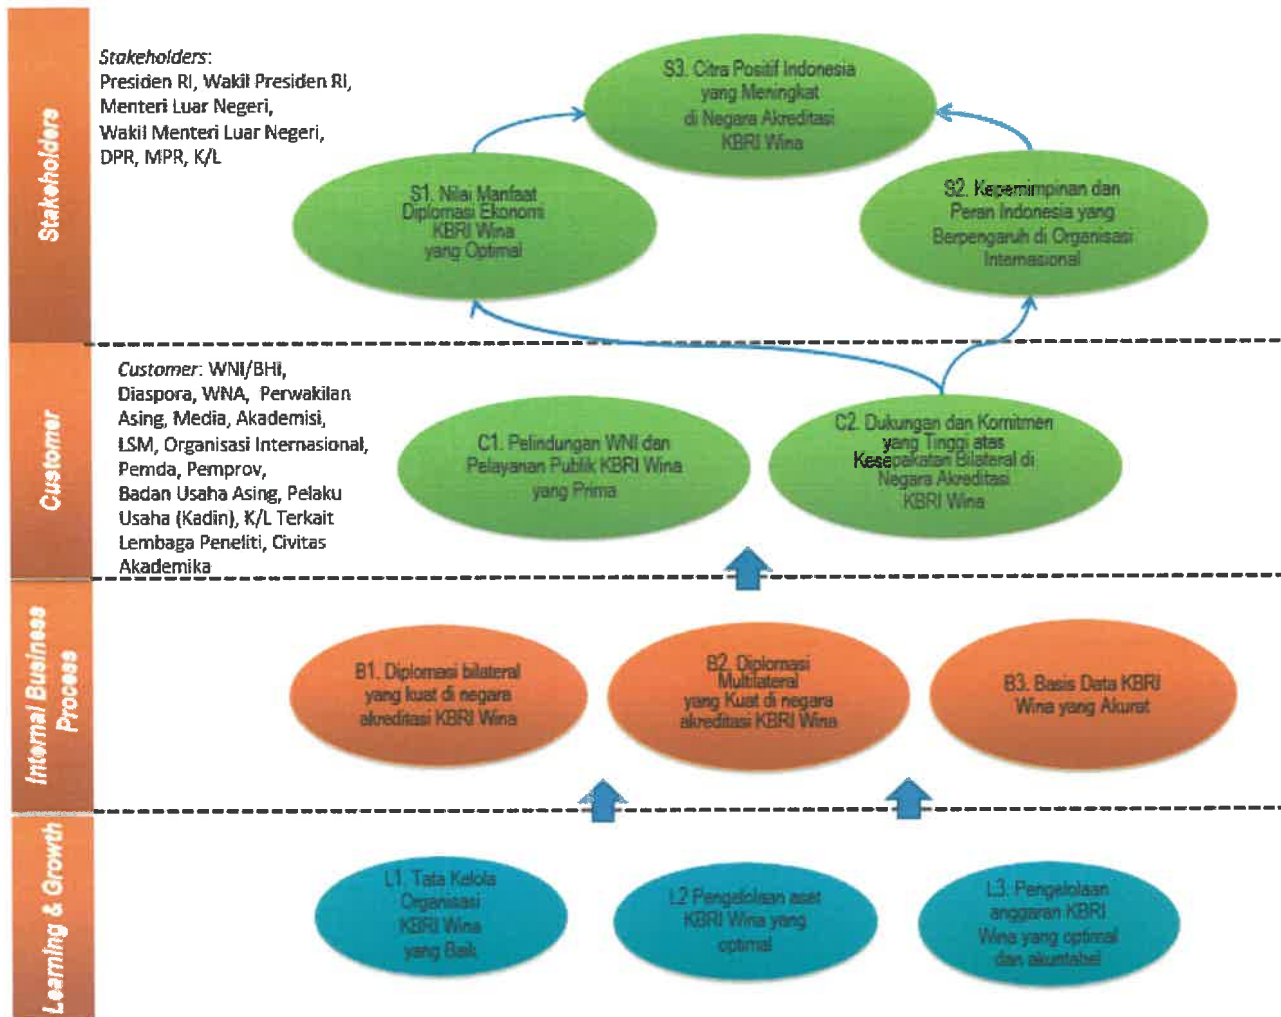 Stakeholders
Stakeholders:
Presiden RI, Wakil Presiden RI,
Menteri Luar Negeri,
Wakil Menteri Luar Negeri,
DPR, MPR, K/L
S3. Citra Positif Indonesia
yang Meningkat
di Negara Akreditasi
KBRI Wina
S1. Nilai Manfaat
Diplomasi Ekonomi
KBRI Wina
yang Optimal
S2. Kepemimpinan dan
Peran Indonesia yang
Berpengaruh di Organisasi
Internasional
Customer
Customer: WNI/BHI,
Diaspora, WNA, Perwakilan
Asing, Media, Akademisi,
LSM, Organisasi Internasional,
Pemda, Pemprov,
Badan Usaha Asing, Pelaku
Usaha (Kadin), K/L Terkait
Lembaga Peneliti, Civitas
Akademika
C1. Pelindungan WNI dan
Pelayanan Publik KBRI Wina
yang Prima
C2. Dukungan dan Komitmen
yang Tinggi atas
Kesepakatan Bilateral di
Negara Akreditasi
KBRI Wina
Internal Business
Process
B1. Diplomasi bilateral
yang kuat di negara
akreditasi KBRI Wina
B2. Diplomasi
Multilateral
yang Kuat di negara
akreditasi KBRI Wina
B3. Basis Data KBRI
Wina yang Akurat
Learning & Growth
L1. Tata Kelola
Organisasi
KBRI Wina
yang Baik
L2 Pengelolaan aset
KBRI Wina yang
optimal
L3. Pengelolaan
anggaran KBRI
Wina yang optimal
dan akuntabel